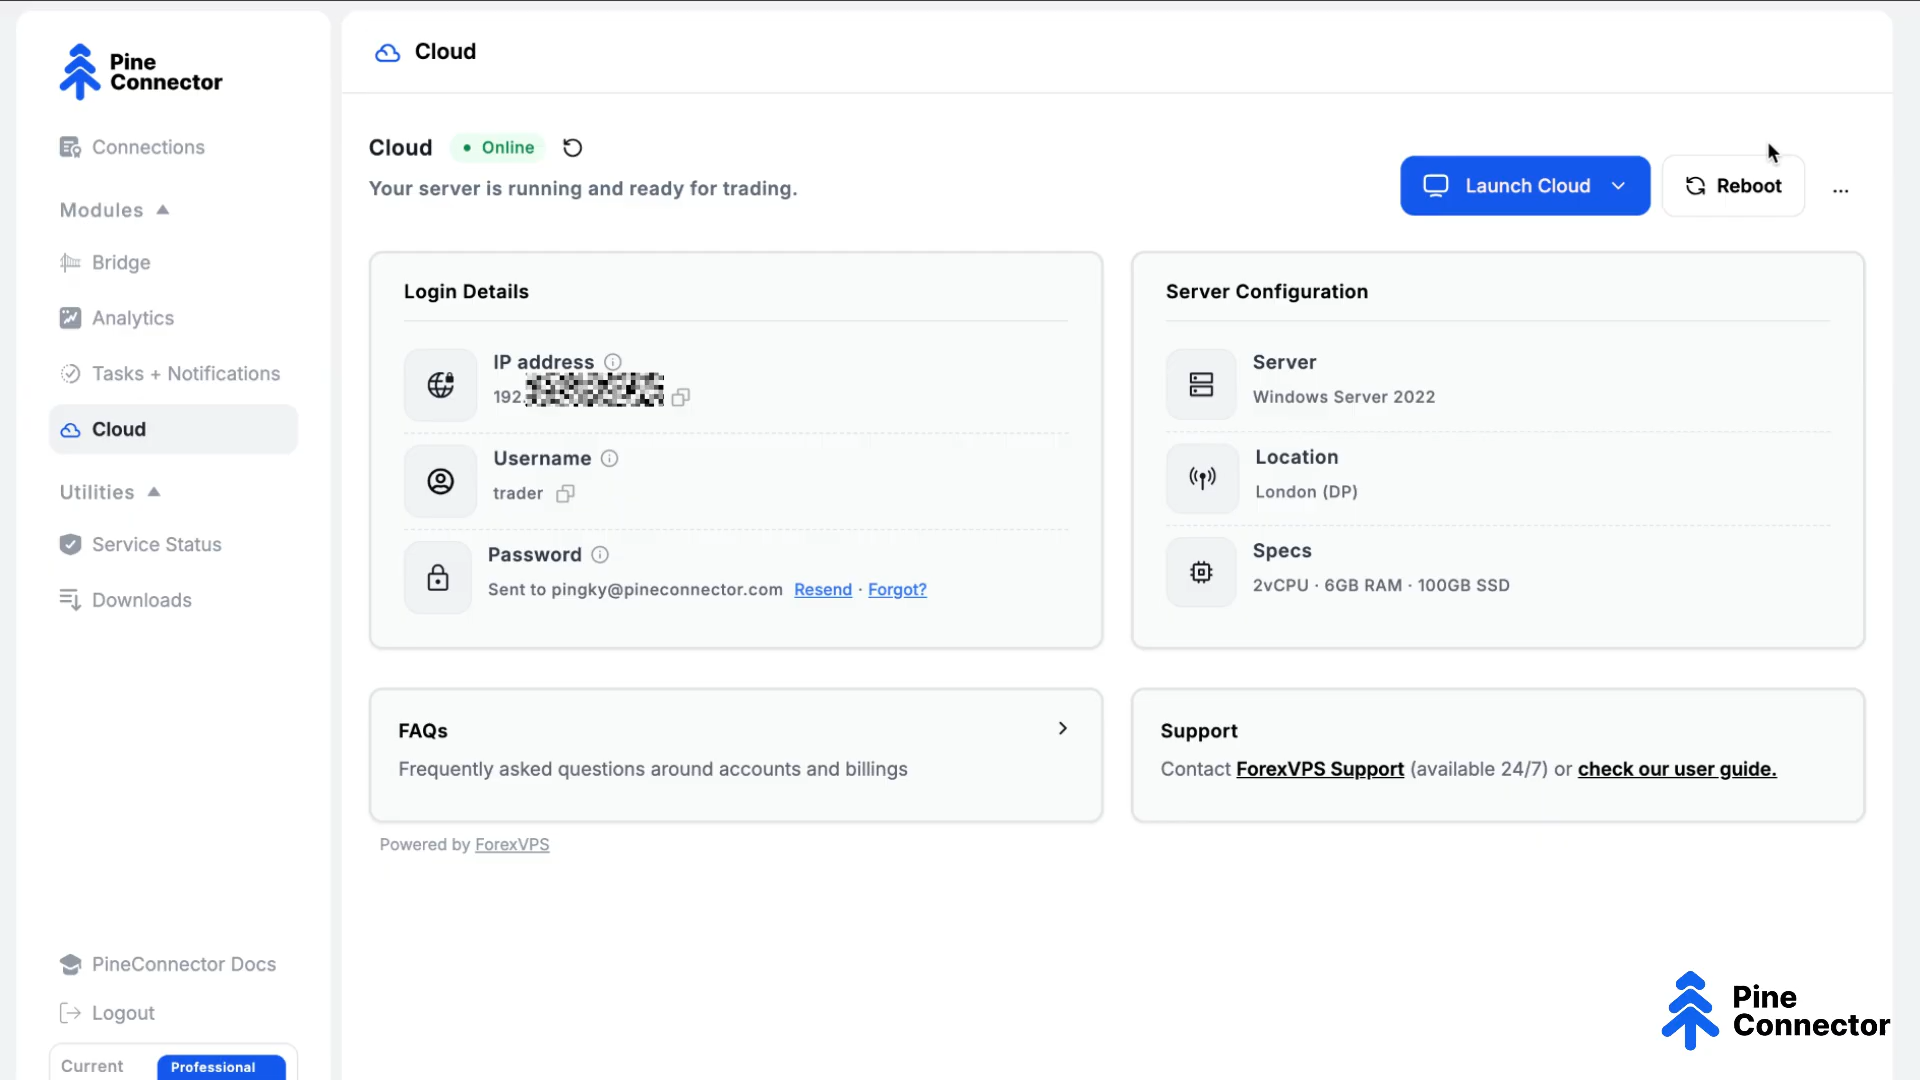 Pine
Connector
Connections
Modules
Bridge
Analytics
Tasks + Notifications
Cloud
Utilities
Service Status
Downloads
PineConnector Docs
Logout
Current
Professional
Cloud
Cloud
Online
Your server is running and ready for trading.
Launch Cloud
Reboot
...
Login Details
IP address
192.
Username
trader
Password
Sent to pingky@pineconnector.com Resend · Forgot?
Server Configuration
Server
Windows Server 2022
Location
London (DP)
Specs
2vCPU · 6GB RAM · 100GB SSD
FAQs
Frequently asked questions around accounts and billings
Support
Contact ForexVPS Support (available 24/7) or check our user guide.
Powered by ForexVPS
Pine
Connector